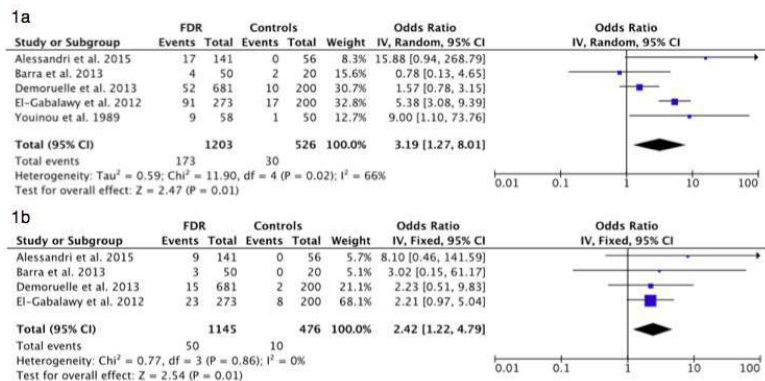 1a
FDR Controls Odds Ratio Odds Ratio
Study or Subgroup Events Total Events Total Weight IV, Random, 95% CI IV, Random, 95% CI
Alessandri et al. 2015 17 141 0 56 8.3% 15.88 [0.94, 268.79]
Barra et al. 2013 4 50 2 20 15.6% 0.78 [0.13, 4.65]
Demoruelle et al. 2013 52 681 10 200 30.7% 1.57 [0.78, 3.15]
El-Gabalawy et al. 2012 91 273 17 200 32.8% 5.38 [3.08, 9.39]
Youinou et al. 1989 9 58 1 50 12.7% 9.00 [1.10, 73.76]
Total (95% CI) 1203 526 100.0% 3.19 [1.27, 8.01]
Total events 173 30
Heterogeneity: Tau² = 0.59; Chi² = 11.90, df = 4 (P = 0.02); I² = 66%
Test for overall effect: Z = 2.47 (P = 0.01)
0.01 0.1 1 10 100
1b
FDR Controls Odds Ratio Odds Ratio
Study or Subgroup Events Total Events Total Weight IV, Fixed, 95% CI IV, Fixed, 95% CI
Alessandri et al. 2015 9 141 0 56 5.7% 8.10 [0.46, 141.59]
Barra et al. 2013 3 50 0 20 5.1% 3.02 [0.15, 61.17]
Demoruelle et al. 2013 15 681 2 200 21.1% 2.23 [0.51, 9.83]
El-Gabalawy et al. 2012 23 273 8 200 68.1% 2.21 [0.97, 5.04]
Total (95% CI) 1145 476 100.0% 2.42 [1.22, 4.79]
Total events 50 10
Heterogeneity: Chi² = 0.77, df = 3 (P = 0.86); I² = 0%
Test for overall effect: Z = 2.54 (P = 0.01)
0.01 0.1 1 10 100